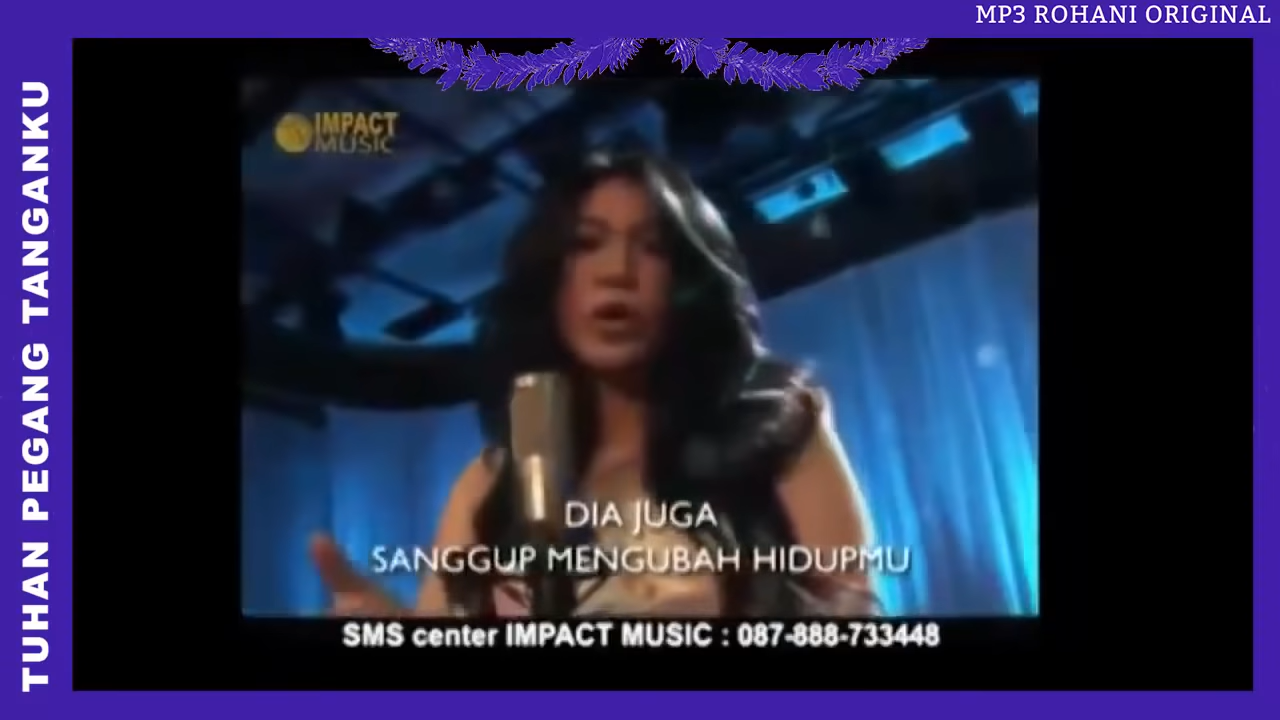 MP3 ROHANI ORIGINAL
TUHAN PEGANG TANGANKU
IMPACT
MUSIC
DIA JUGA
SANGGUP MENGUBAH HIDUPMU
SMS center IMPACT MUSIC : 087-888-733448